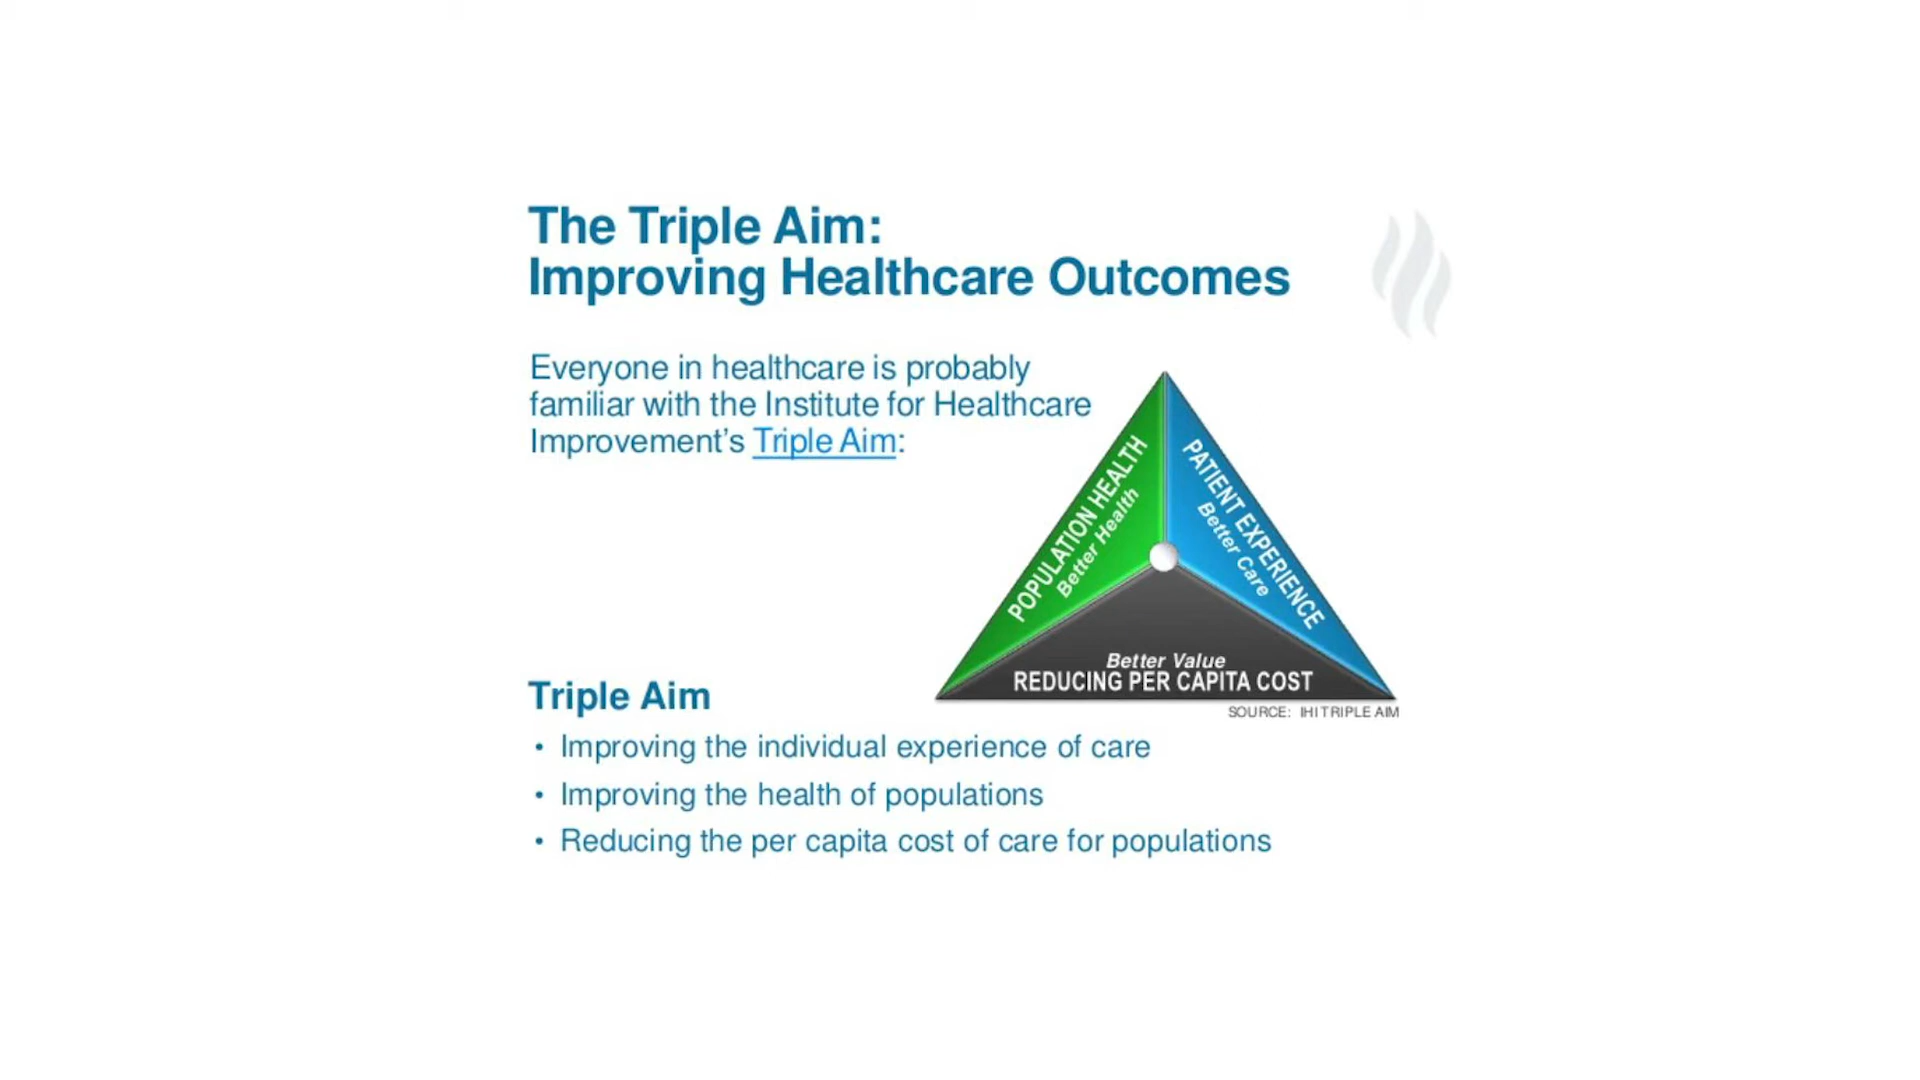 The Triple Aim:
Improving Healthcare Outcomes
Everyone in healthcare is probably
familiar with the Institute for Healthcare
Improvement’s Triple Aim:
POPULATION HEALTH
Better Health
PATIENT EXPERIENCE
Better Care
Better Value
REDUCING PER CAPITA COST
SOURCE: IHI TRIPLE AIM
Triple Aim
• Improving the individual experience of care
• Improving the health of populations
• Reducing the per capita cost of care for populations